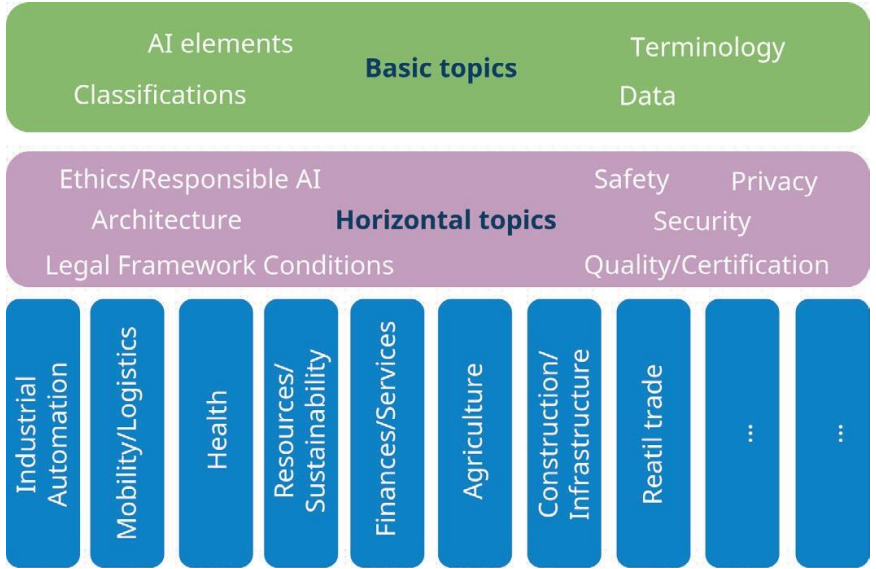 AI elements
Basic topics
Terminology
Classifications
Data
Ethics/Responsible AI
Safety
Privacy
Architecture
Horizontal topics
Security
Legal Framework Conditions
Quality/Certification
Industrial
Automation
Mobility/Logistics
Health
Resources/
Sustainability
Finances/Services
Agriculture
Construction/
Infrastructure
Reatil trade
...
...